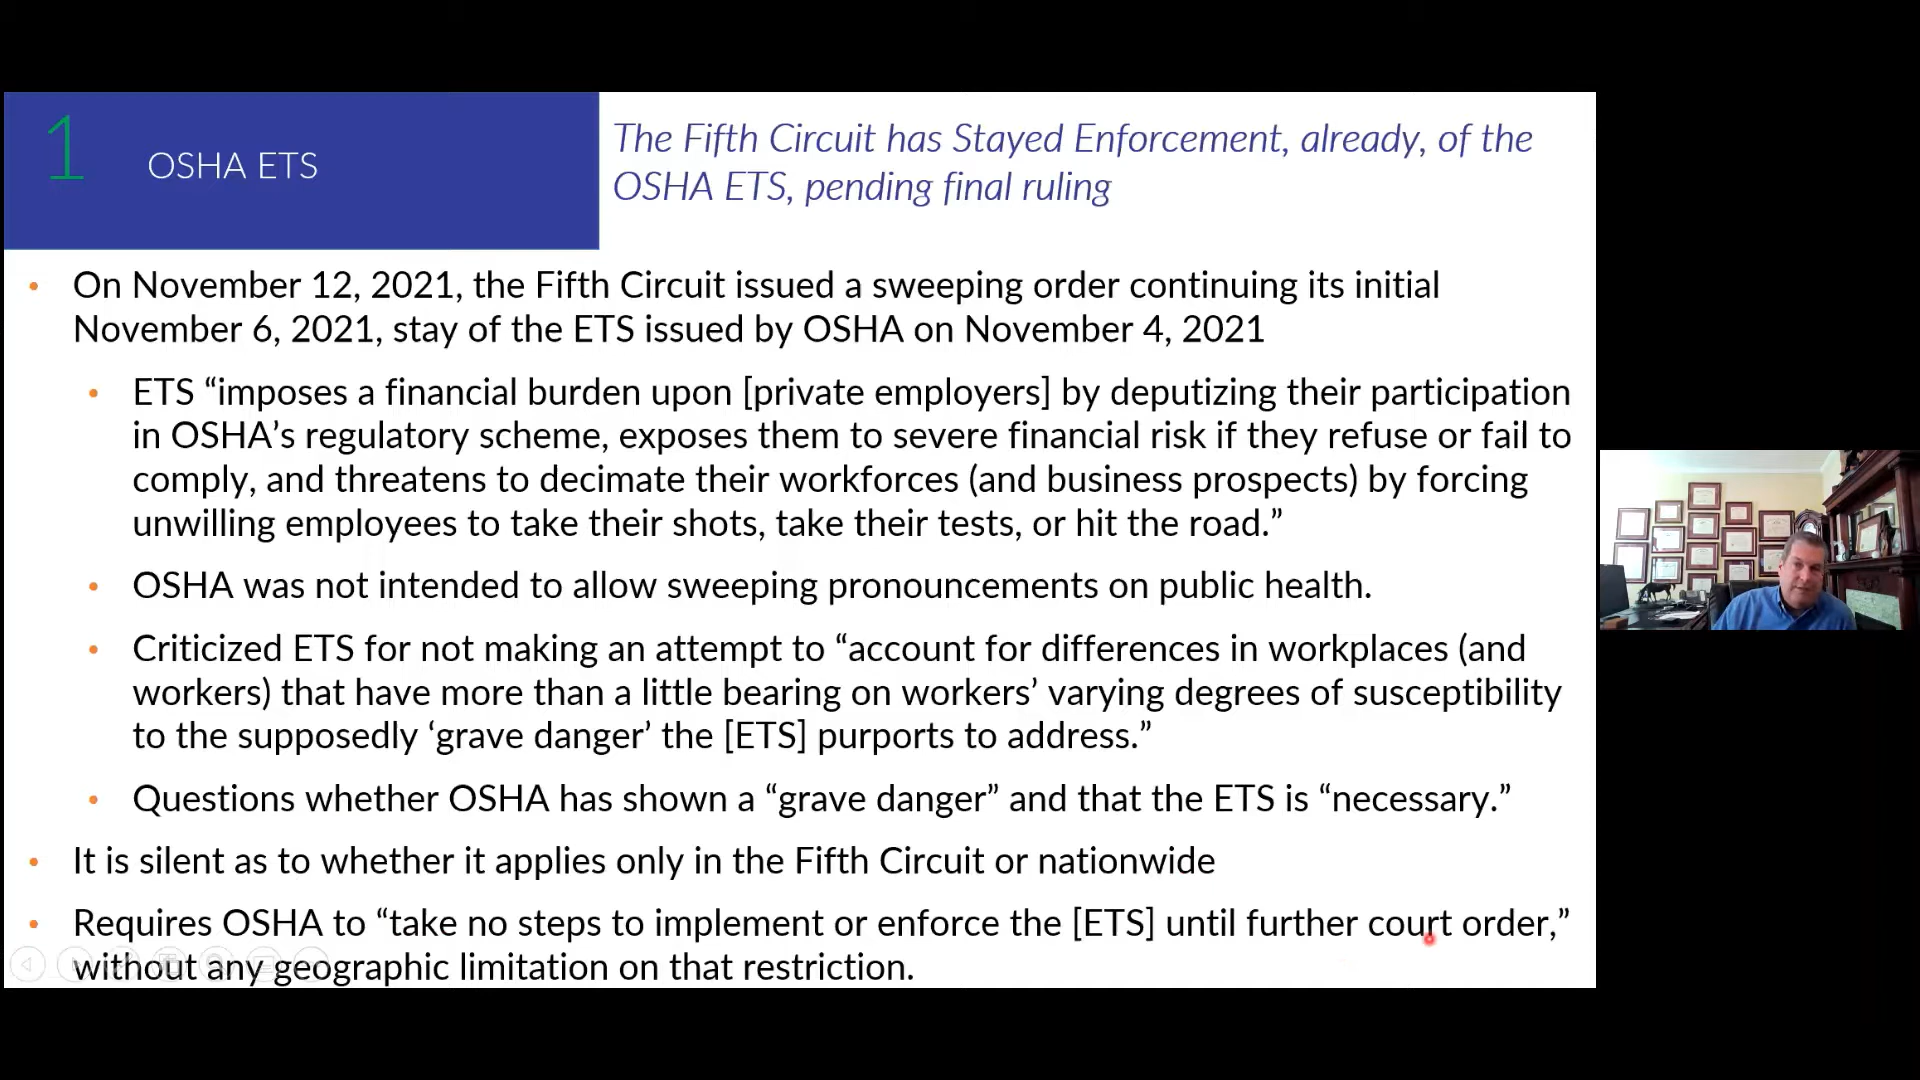 1
OSHA ETS
The Fifth Circuit has Stayed Enforcement, already, of the
OSHA ETS, pending final ruling
• On November 12, 2021, the Fifth Circuit issued a sweeping order continuing its initial
November 6, 2021, stay of the ETS issued by OSHA on November 4, 2021
• ETS “imposes a financial burden upon [private employers] by deputizing their participation
in OSHA’s regulatory scheme, exposes them to severe financial risk if they refuse or fail to
comply, and threatens to decimate their workforces (and business prospects) by forcing
unwilling employees to take their shots, take their tests, or hit the road.”
• OSHA was not intended to allow sweeping pronouncements on public health.
• Criticized ETS for not making an attempt to “account for differences in workplaces (and
workers) that have more than a little bearing on workers’ varying degrees of susceptibility
to the supposedly ‘grave danger’ the [ETS] purports to address.”
• Questions whether OSHA has shown a “grave danger” and that the ETS is “necessary.”
• It is silent as to whether it applies only in the Fifth Circuit or nationwide
• Requires OSHA to “take no steps to implement or enforce the [ETS] until further court order,”
without any geographic limitation on that restriction.